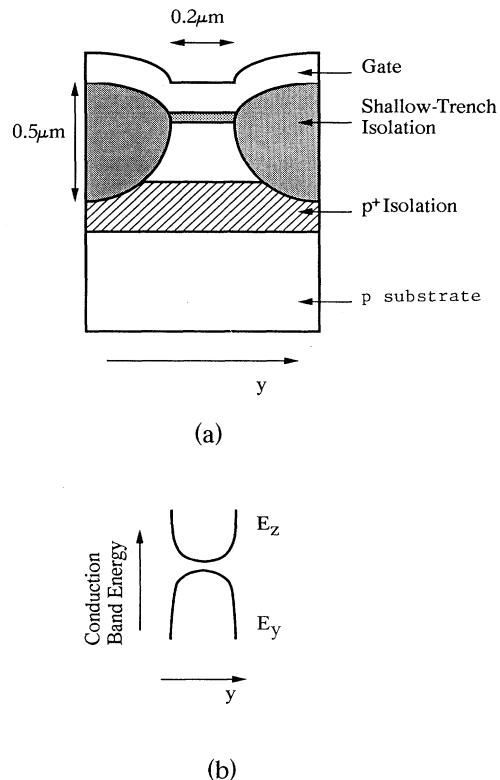 0.2μm
Gate
Shallow-Trench
Isolation
0.5μm
p+ Isolation
p substrate
y
(a)
Conduction
Band Energy
Ez
Ey
y
(b)